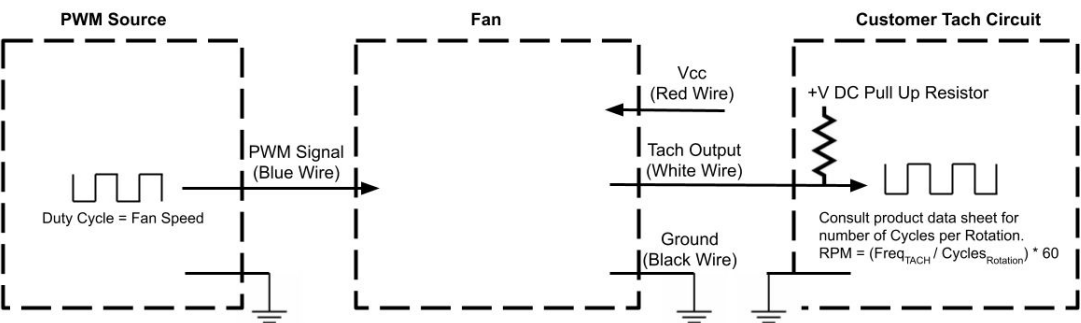 PWM Source
Fan
Customer Tach Circuit
Vcc
(Red Wire)
+V DC Pull Up Resistor
PWM Signal
(Blue Wire)
Tach Output
(White Wire)
Duty Cycle = Fan Speed
Consult product data sheet for
number of Cycles per Rotation.
RPM = (FreqTACH / CyclesRotation) * 60
Ground
(Black Wire)